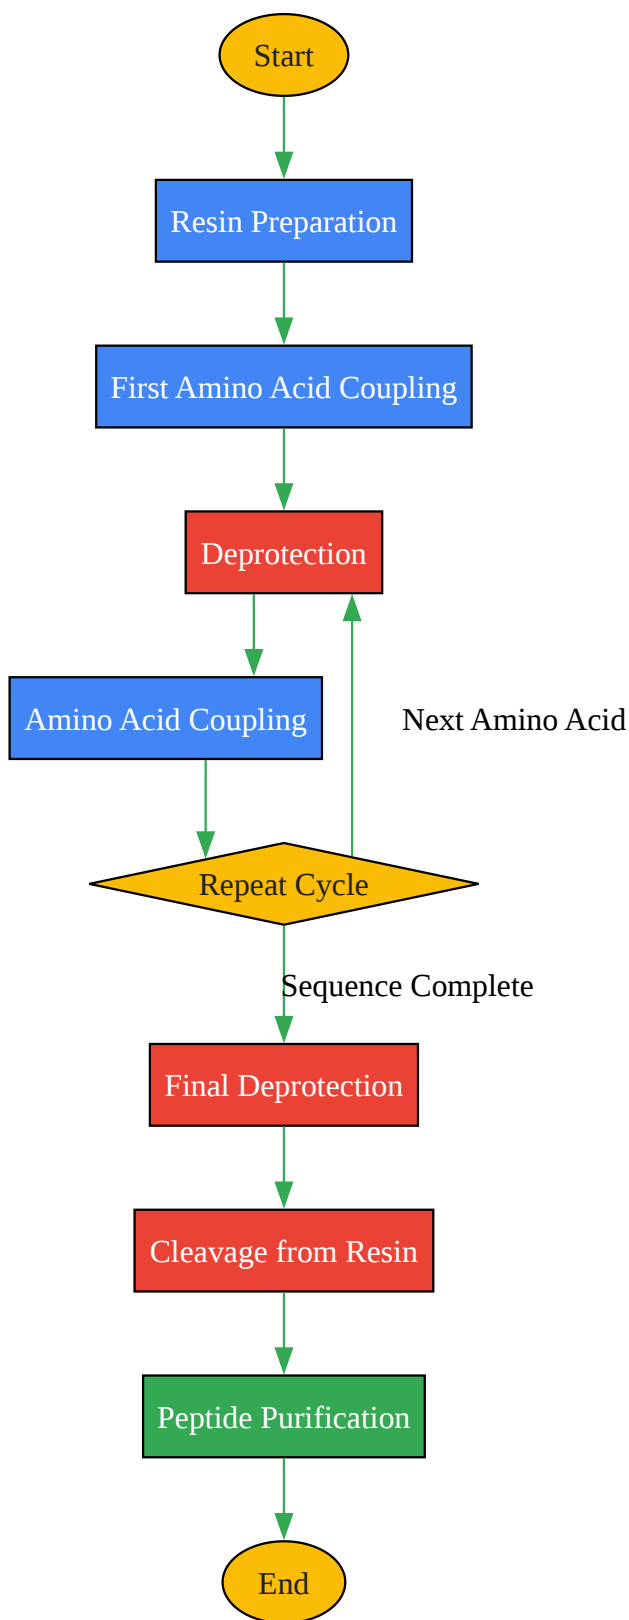 Start
Resin Preparation
First Amino Acid Coupling
Deprotection
Amino Acid Coupling
Next Amino Acid
Repeat Cycle
Sequence Complete
Final Deprotection
Cleavage from Resin
Peptide Purification
End